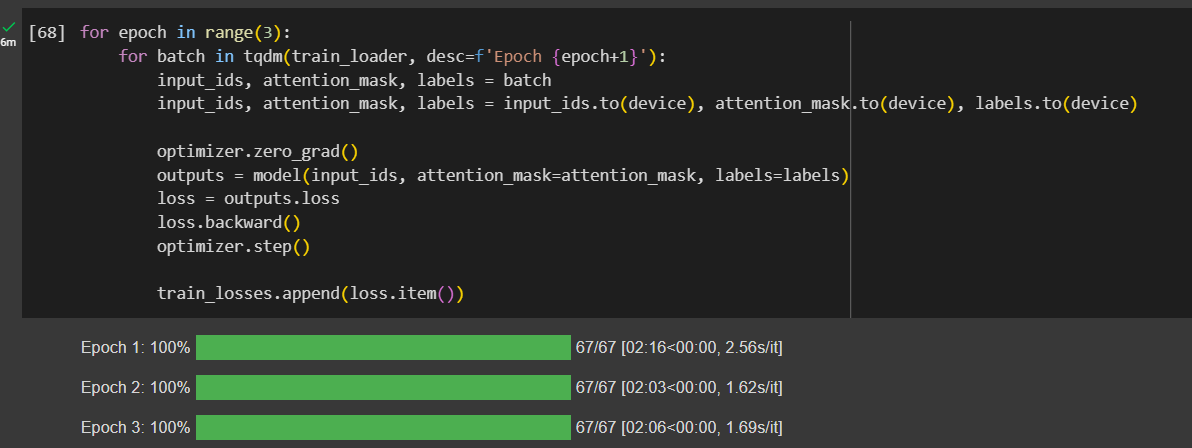 [68] for epoch in range(3):
for batch in tqdm(train_loader, desc=f'Epoch {epoch+1}'):
input_ids, attention_mask, labels = batch
input_ids, attention_mask, labels = input_ids.to(device), attention_mask.to(device), labels.to(device)
optimizer.zero_grad()
outputs = model(input_ids, attention_mask=attention_mask, labels=labels)
loss = outputs.loss
loss.backward()
optimizer.step()
train_losses.append(loss.item())
6m
Epoch 1: 100% 67/67 [02:16<00:00, 2.56s/it]
Epoch 2: 100% 67/67 [02:03<00:00, 1.62s/it]
Epoch 3: 100% 67/67 [02:06<00:00, 1.69s/it]